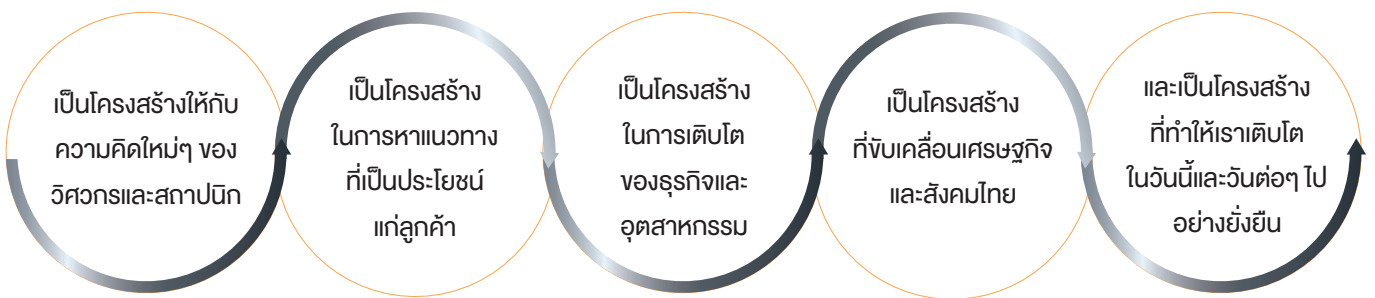 เป็นโครงสร้างให้กับ
ความคิดใหม่ๆ ของ
วิศวกรและสถาปนิก
เป็นโครงสร้าง
ในการหาแนวทาง
ที่เป็นประโยชน์
แก่ลูกค้า
เป็นโครงสร้าง
ในการเติบโต
ของธุรกิจและ
อุตสาหกรรม
เป็นโครงสร้าง
ที่ขับเคลื่อนเศรษฐกิจ
และสังคมไทย
และเป็นโครงสร้าง
ที่ทำให้เราเติบโต
ในวันนี้และวันต่อๆ ไป
อย่างยั่งยืน